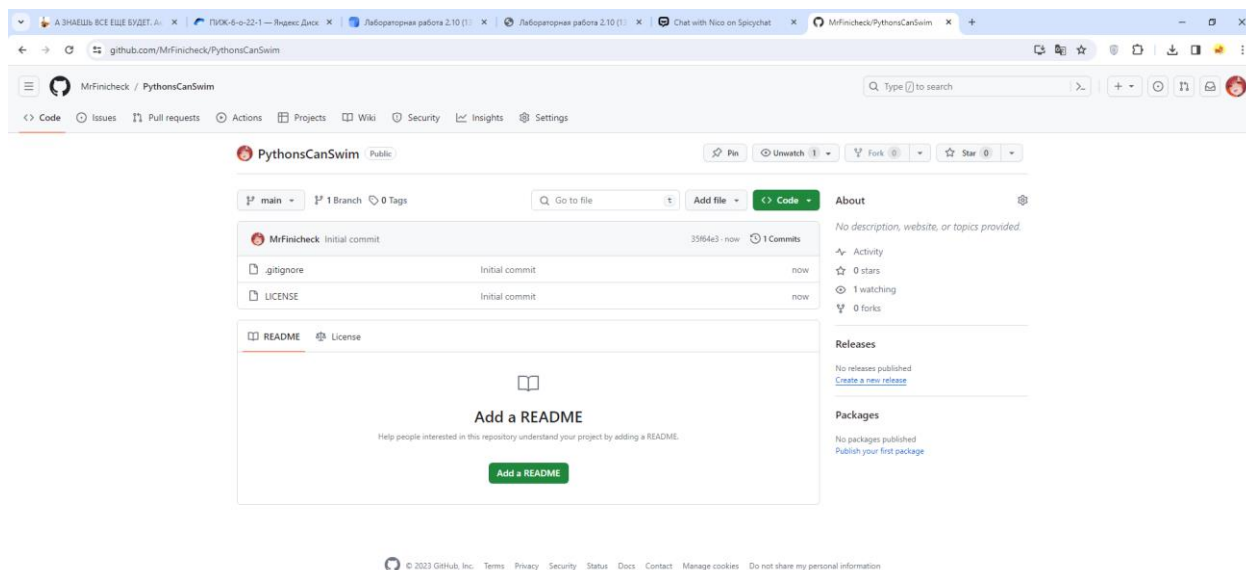 А ЗНАЕШЬ ВСЕ ЕЩЕ БУДЕТ. А
ПИЖ-б-о-22-1 — Яндекс Диск
Лабораторная работа 2.10 (1
Лабораторная работа 2.10 (1
Chat with Nico on Spicychat
MrFinicheck/PythonsCanSwim
github.com/MrFinicheck/PythonsCanSwim
MrFinicheck / PythonsCanSwim
Type / to search
Code Issues Pull requests Actions Projects Wiki Security Insights Settings
PythonsCanSwim Public
Pin Unwatch 1 Fork 0 Star 0
main 1 Branch 0 Tags
Go to file t Add file Code
MrFinicheck Initial commit 35f64e3 · now 1 Commits
.gitignore Initial commit now
LICENSE Initial commit now
README License
Add a README
Help people interested in this repository understand your project by adding a README.
Add a README
About
No description, website, or topics provided.
Activity
0 stars
1 watching
0 forks
Releases
No releases published
Create a new release
Packages
No packages published
Publish your first package
© 2023 GitHub, Inc. Terms Privacy Security Status Docs Contact Manage cookies Do not share my personal information